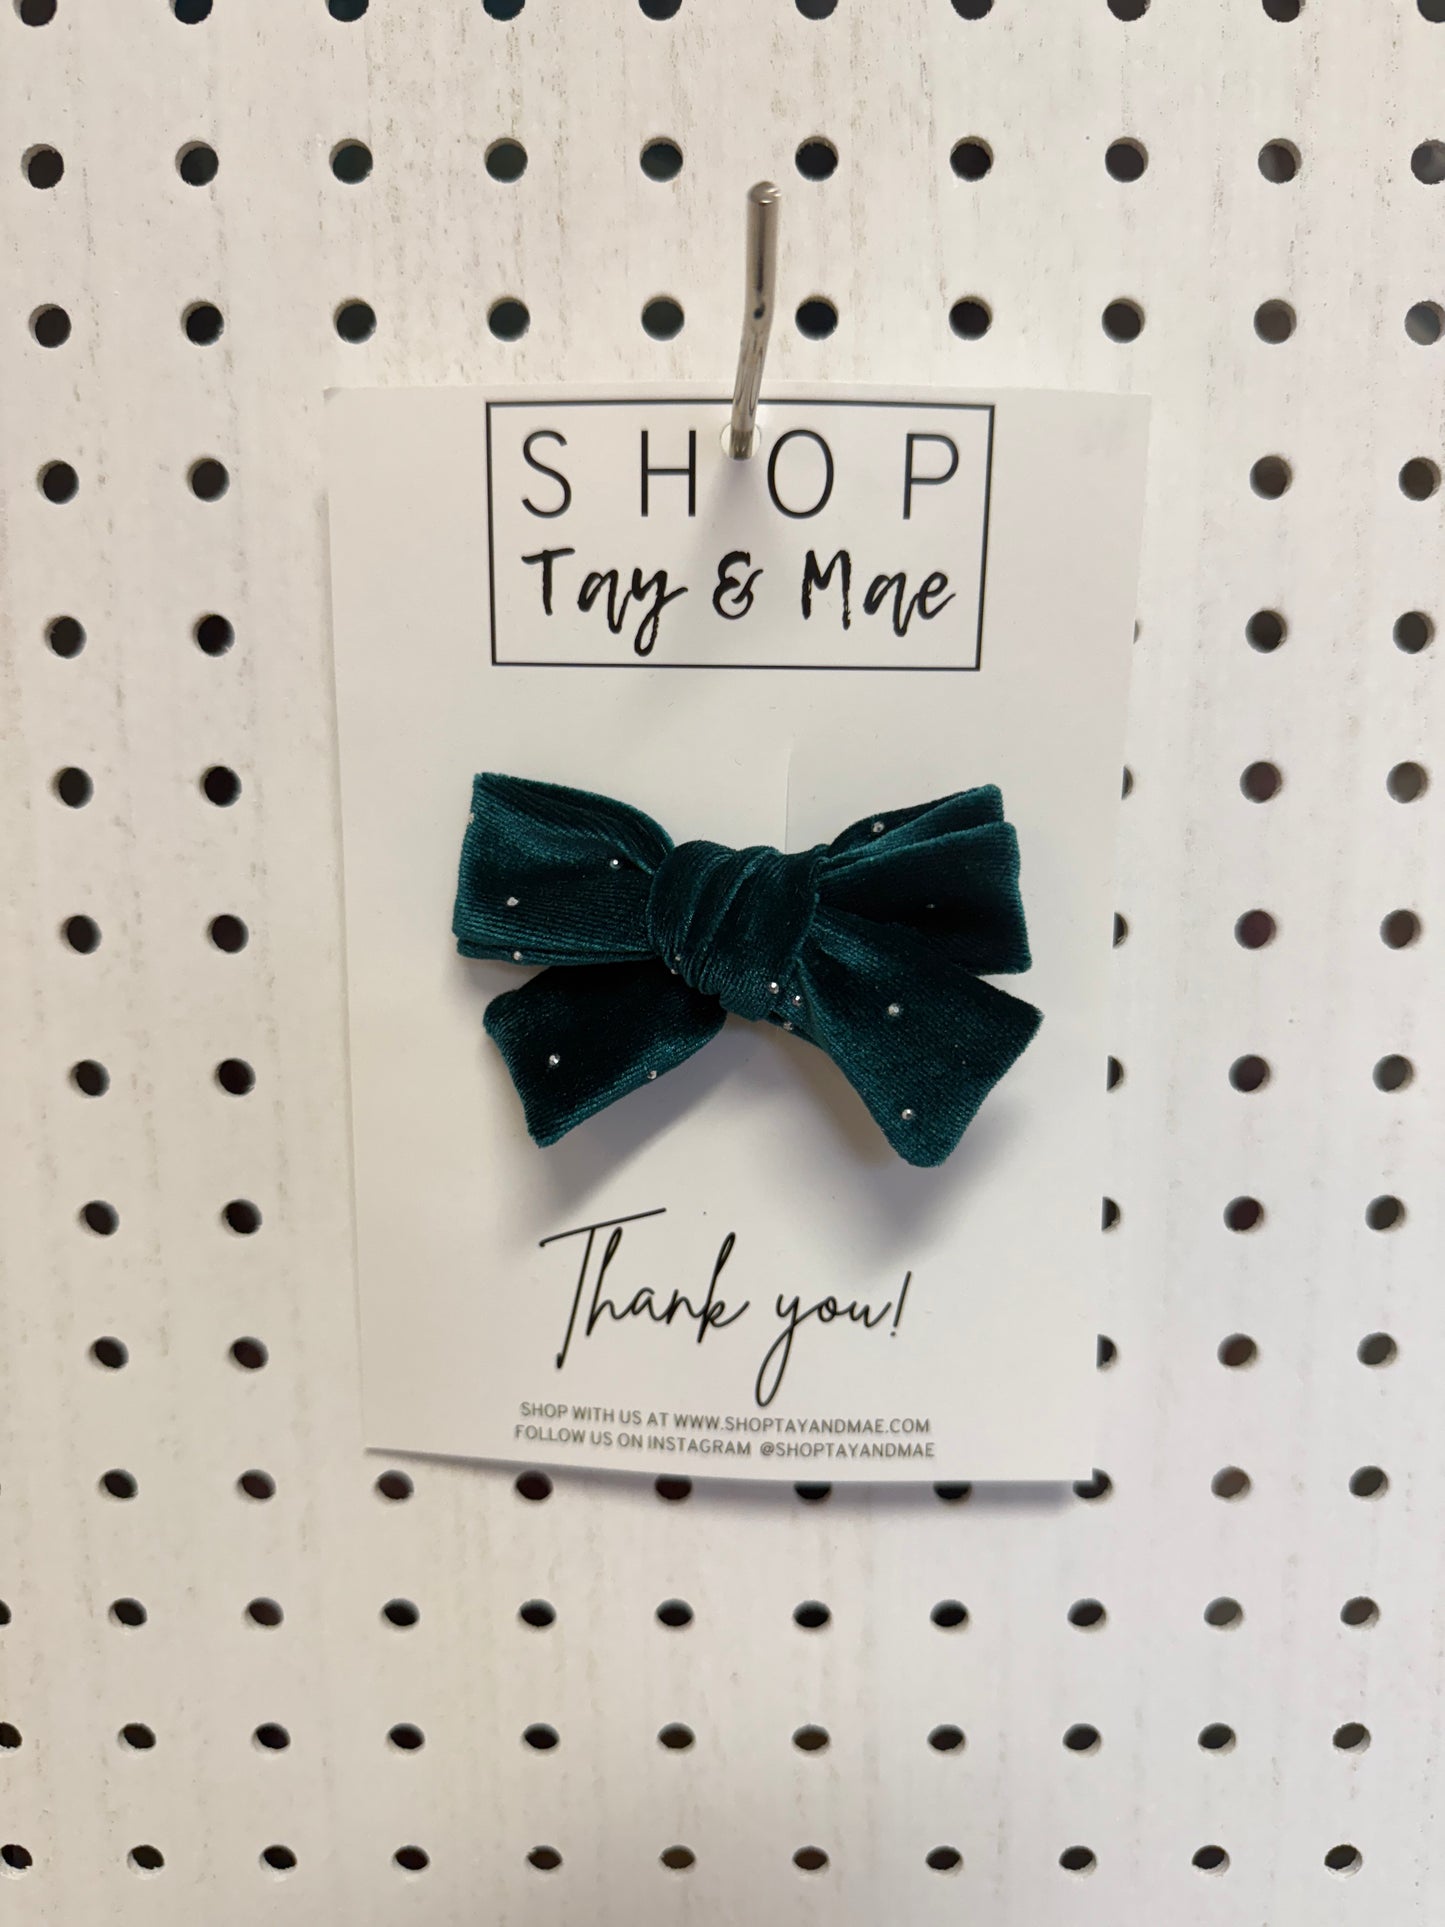 SHOP
Tay & Mae
Thank you!
SHOP WITH US AT WWW.SHOPTAYANDMAE.COM
FOLLOW US ON INSTAGRAM @SHOPTAYANDMAE